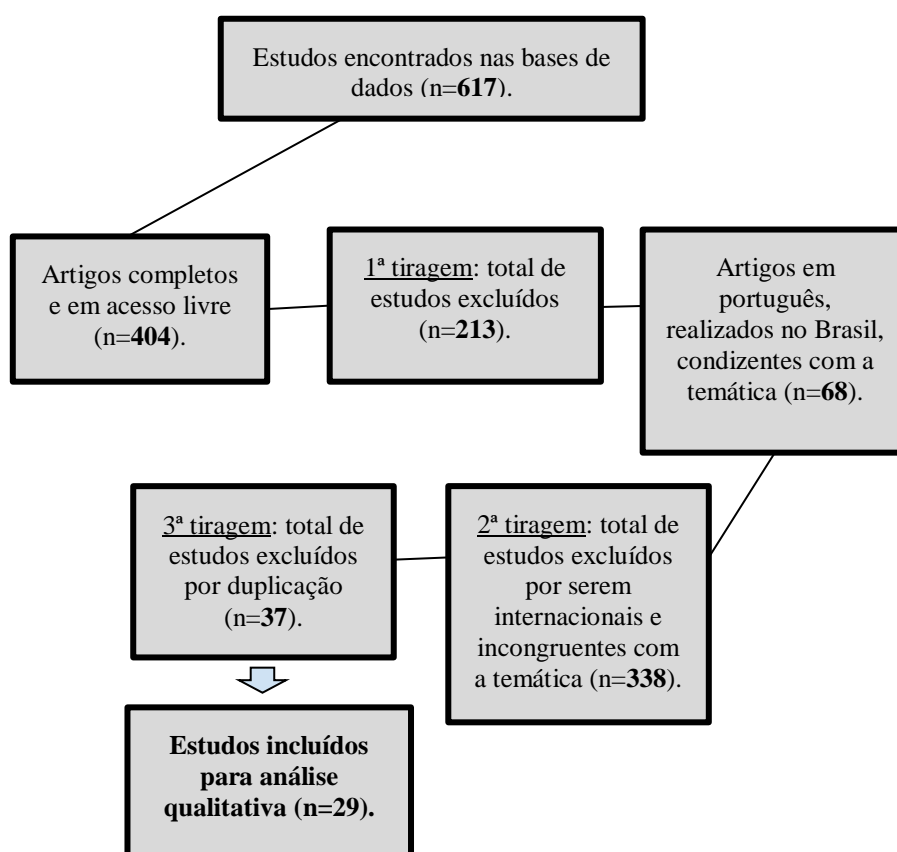 Estudos encontrados nas bases de
dados (n=617).
Artigos completos
e em acesso livre
(n=404).
1ª tiragem: total de
estudos excluídos
(n=213).
Artigos em
português,
realizados no Brasil,
condizentes com a
temática (n=68).
3ª tiragem: total de
estudos excluídos
por duplicação
(n=37).
2ª tiragem: total de
estudos excluídos
por serem
internacionais e
incongruentes com
a temática (n=338).
Estudos incluídos
para análise
qualitativa (n=29).